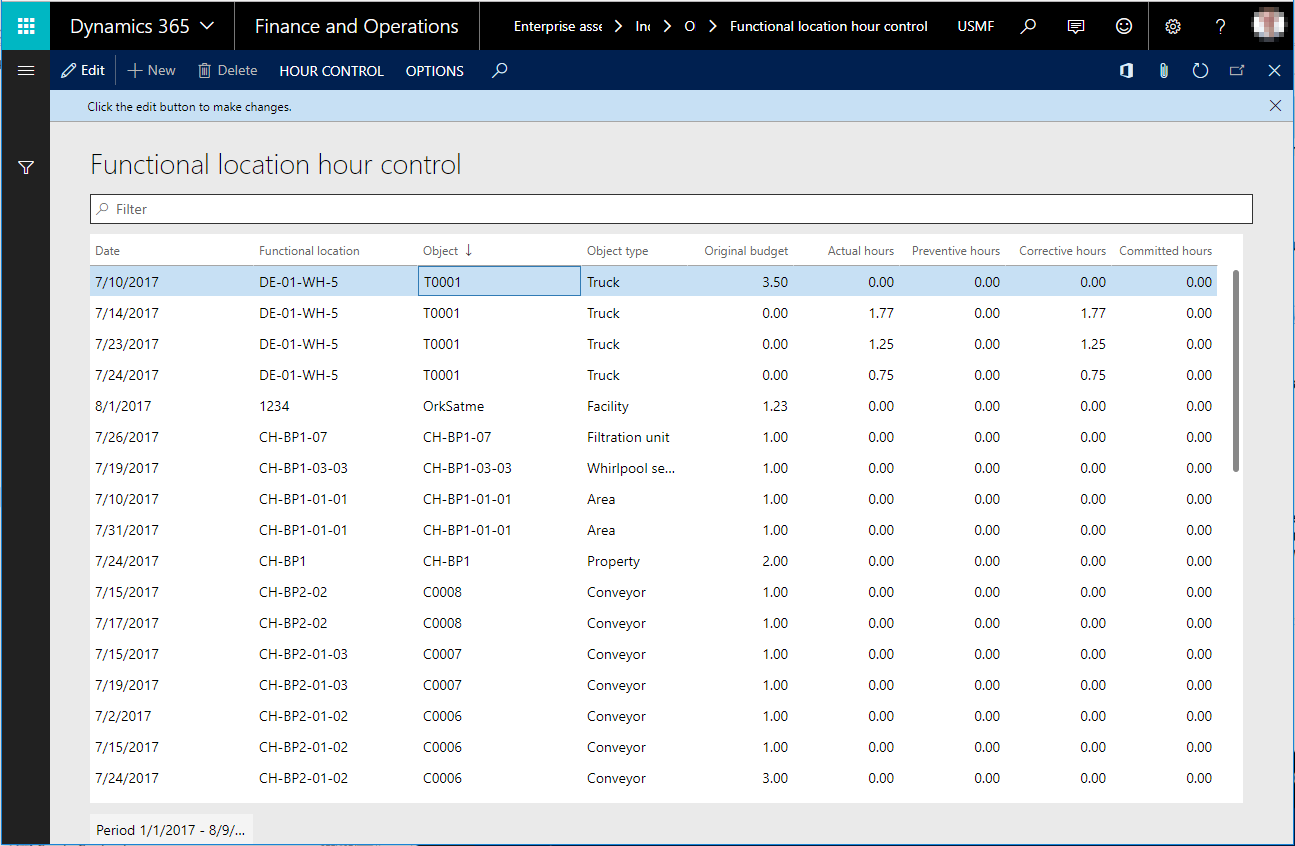 Dynamics 365 Finance and Operations Enterprise asse > In > O > Functional location hour control USMF ?
Edit + New Delete HOUR CONTROL OPTIONS
Click the edit button to make changes.
Functional location hour control
Filter
Date Functional location Object ↓ Object type Original budget Actual hours Preventive hours Corrective hours Committed hours
7/10/2017 DE-01-WH-5 T0001 Truck 3.50 0.00 0.00 0.00 0.00
7/14/2017 DE-01-WH-5 T0001 Truck 0.00 1.77 0.00 1.77 0.00
7/23/2017 DE-01-WH-5 T0001 Truck 0.00 1.25 0.00 1.25 0.00
7/24/2017 DE-01-WH-5 T0001 Truck 0.00 0.75 0.00 0.75 0.00
8/1/2017 1234 OrkSatme Facility 1.23 0.00 0.00 0.00 0.00
7/26/2017 CH-BP1-07 CH-BP1-07 Filtration unit 1.00 0.00 0.00 0.00 0.00
7/19/2017 CH-BP1-03-03 CH-BP1-03-03 Whirlpool se... 1.00 0.00 0.00 0.00 0.00
7/10/2017 CH-BP1-01-01 CH-BP1-01-01 Area 1.00 0.00 0.00 0.00 0.00
7/31/2017 CH-BP1-01-01 CH-BP1-01-01 Area 1.00 0.00 0.00 0.00 0.00
7/24/2017 CH-BP1 CH-BP1 Property 2.00 0.00 0.00 0.00 0.00
7/15/2017 CH-BP2-02 C0008 Conveyor 1.00 0.00 0.00 0.00 0.00
7/17/2017 CH-BP2-02 C0008 Conveyor 1.00 0.00 0.00 0.00 0.00
7/15/2017 CH-BP2-01-03 C0007 Conveyor 1.00 0.00 0.00 0.00 0.00
7/19/2017 CH-BP2-01-03 C0007 Conveyor 1.00 0.00 0.00 0.00 0.00
7/2/2017 CH-BP2-01-02 C0006 Conveyor 1.00 0.00 0.00 0.00 0.00
7/15/2017 CH-BP2-01-02 C0006 Conveyor 1.00 0.00 0.00 0.00 0.00
7/24/2017 CH-BP2-01-02 C0006 Conveyor 3.00 0.00 0.00 0.00 0.00
Period 1/1/2017 - 8/9/...